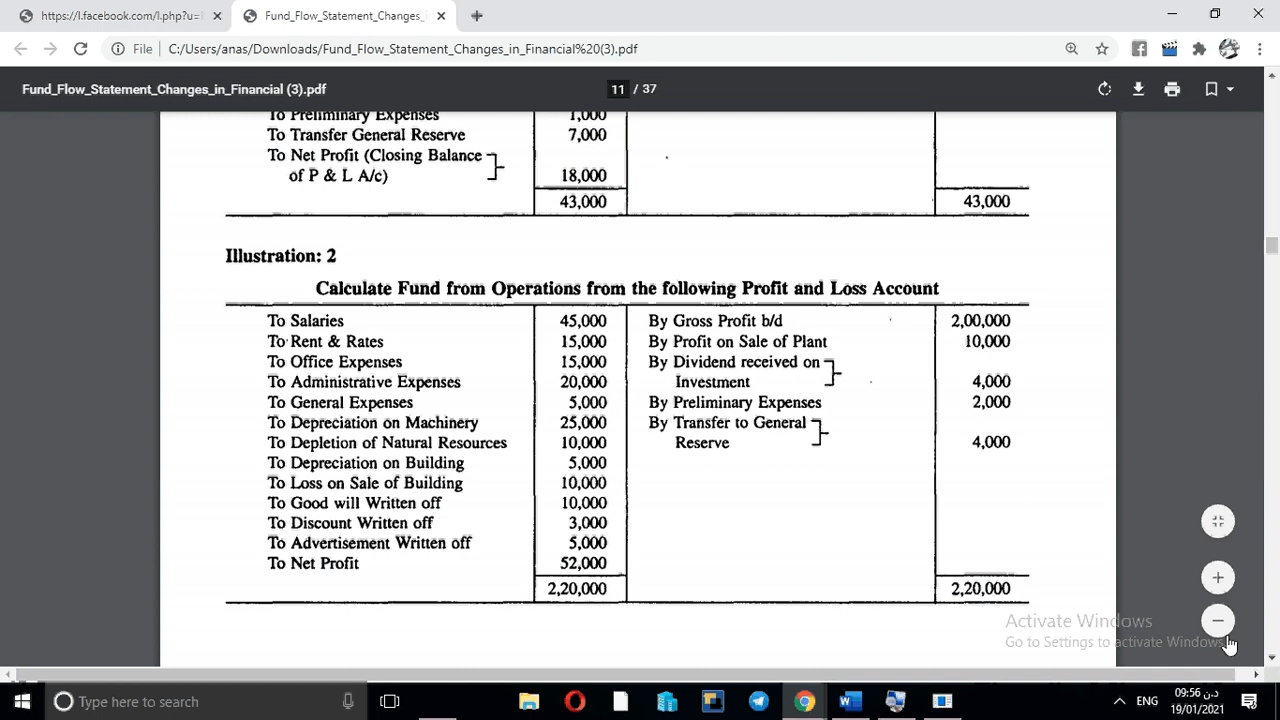 https://l.facebook.com/l.php?u=
Fund_Flow_Statement_Changes_
File C:/Users/anas/Downloads/Fund_Flow_Statement_Changes_in_Financial%20(3).pdf
Fund_Flow_Statement_Changes_in_Financial (3).pdf 11 / 37
To Preliminary Expenses 1,000
To Transfer General Reserve 7,000
To Net Profit (Closing Balance
of P & L A/c) 18,000
43,000 43,000
Illustration: 2
Calculate Fund from Operations from the following Profit and Loss Account
To Salaries 45,000 By Gross Profit b/d 2,00,000
To Rent & Rates 15,000 By Profit on Sale of Plant 10,000
To Office Expenses 15,000 By Dividend received on
To Administrative Expenses 20,000 Investment 4,000
To General Expenses 5,000 By Preliminary Expenses 2,000
To Depreciation on Machinery 25,000 By Transfer to General
To Depletion of Natural Resources 10,000 Reserve 4,000
To Depreciation on Building 5,000
To Loss on Sale of Building 10,000
To Good will Written off 10,000
To Discount Written off 3,000
To Advertisement Written off 5,000
To Net Profit 52,000
2,20,000 2,20,000
Activate Windows
Go to Settings to activate Windows
Type here to search
ENG
09:56 د.ن
19/01/2021